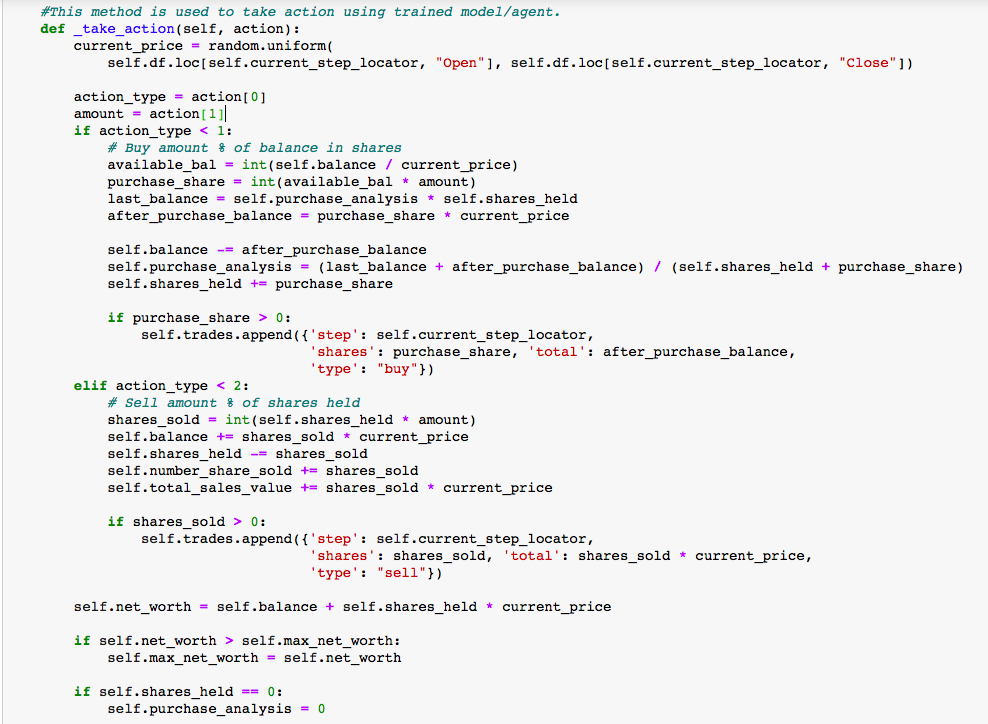 #This method is used to take action using trained model/agent.
def _take_action(self, action):
current_price = random.uniform(
self.df.loc[self.current_step_locator, "Open"], self.df.loc[self.current_step_locator, "Close"])
action_type = action[0]
amount = action[1]
if action_type < 1:
# Buy amount % of balance in shares
available_bal = int(self.balance / current_price)
purchase_share = int(available_bal * amount)
last_balance = self.purchase_analysis * self.shares_held
after_purchase_balance = purchase_share * current_price
self.balance -= after_purchase_balance
self.purchase_analysis = (last_balance + after_purchase_balance) / (self.shares_held + purchase_share)
self.shares_held += purchase_share
if purchase_share > 0:
self.trades.append({'step': self.current_step_locator,
'shares': purchase_share, 'total': after_purchase_balance,
'type': "buy"})
elif action_type < 2:
# Sell amount % of shares held
shares_sold = int(self.shares_held * amount)
self.balance += shares_sold * current_price
self.shares_held -= shares_sold
self.number_share_sold += shares_sold
self.total_sales_value += shares_sold * current_price
if shares_sold > 0:
self.trades.append({'step': self.current_step_locator,
'shares': shares_sold, 'total': shares_sold * current_price,
'type': "sell"})
self.net_worth = self.balance + self.shares_held * current_price
if self.net_worth > self.max_net_worth:
self.max_net_worth = self.net_worth
if self.shares_held == 0:
self.purchase_analysis = 0